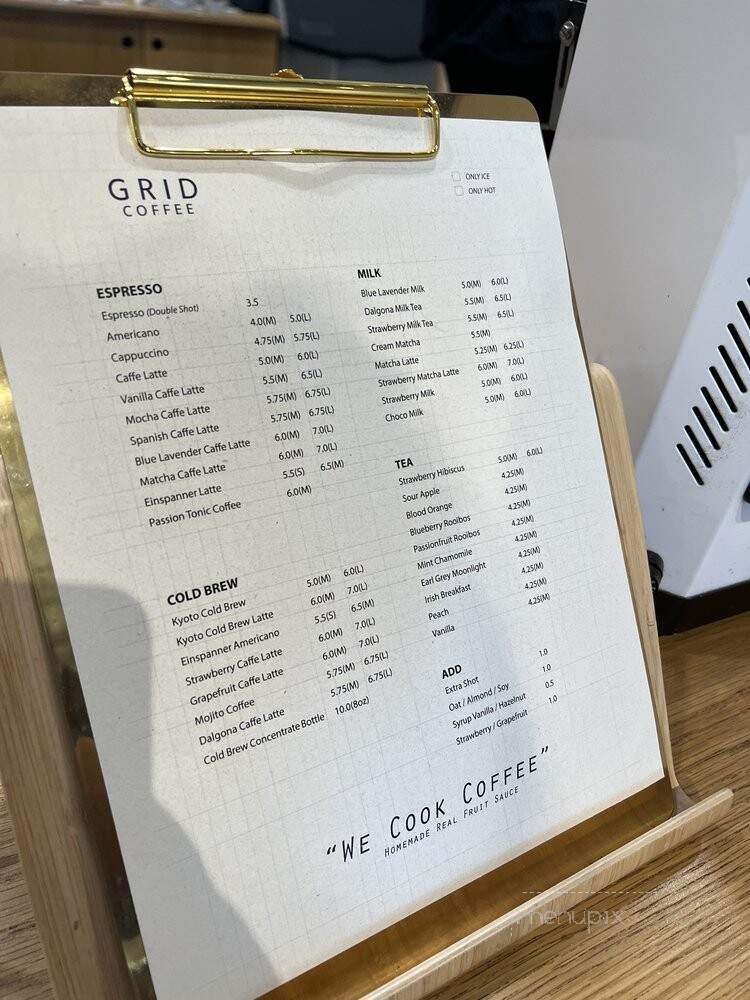 GRID
COFFEE
ONLY ICE
ONLY HOT
ESPRESSO
Espresso (Double Shot) 3.5
Americano 4.0(M) 5.0(L)
Cappuccino 4.75(M) 5.75(L)
Caffe Latte 5.0(M) 6.0(L)
Vanilla Caffe Latte 5.5(M) 6.5(L)
Mocha Caffe Latte 5.75(M) 6.75(L)
Spanish Caffe Latte 5.75(M) 6.75(L)
Blue Lavender Caffe Latte 6.0(M) 7.0(L)
Matcha Caffe Latte 6.0(M) 7.0(L)
Einspanner Latte 5.5(S) 6.5(M)
Passion Tonic Coffee 6.0(M)
COLD BREW
Kyoto Cold Brew 5.0(M) 6.0(L)
Kyoto Cold Brew Latte 6.0(M) 7.0(L)
Einspanner Americano 5.5(S) 6.5(M)
Strawberry Caffe Latte 6.0(M) 7.0(L)
Grapefruit Caffe Latte 6.0(M) 7.0(L)
Mojito Coffee 5.75(M) 6.75(L)
Dalgona Caffe Latte 5.75(M) 6.75(L)
Cold Brew Concentrate Bottle 10.0(8oz)
MILK
Blue Lavender Milk 5.0(M) 6.0(L)
Dalgona Milk Tea 5.5(M) 6.5(L)
Strawberry Milk Tea 5.5(M) 6.5(L)
Cream Matcha 5.5(M)
Matcha Latte 5.25(M) 6.25(L)
Strawberry Matcha Latte 6.0(M) 7.0(L)
Strawberry Milk 5.0(M) 6.0(L)
Choco Milk 5.0(M) 6.0(L)
TEA
Strawberry Hibiscus 5.0(M) 6.0(L)
Sour Apple 4.25(M)
Blood Orange 4.25(M)
Blueberry Rooibos 4.25(M)
Passionfruit Rooibos 4.25(M)
Mint Chamomile 4.25(M)
Earl Grey Moonlight 4.25(M)
Irish Breakfast 4.25(M)
Peach 4.25(M)
Vanilla 4.25(M)
ADD
Extra Shot 1.0
Oat / Almond / Soy 1.0
Syrup Vanilla / Hazelnut 0.5
Strawberry / Grapefruit 1.0
“WE COOK COFFEE”
HOMEMADE REAL FRUIT SAUCE
menupix